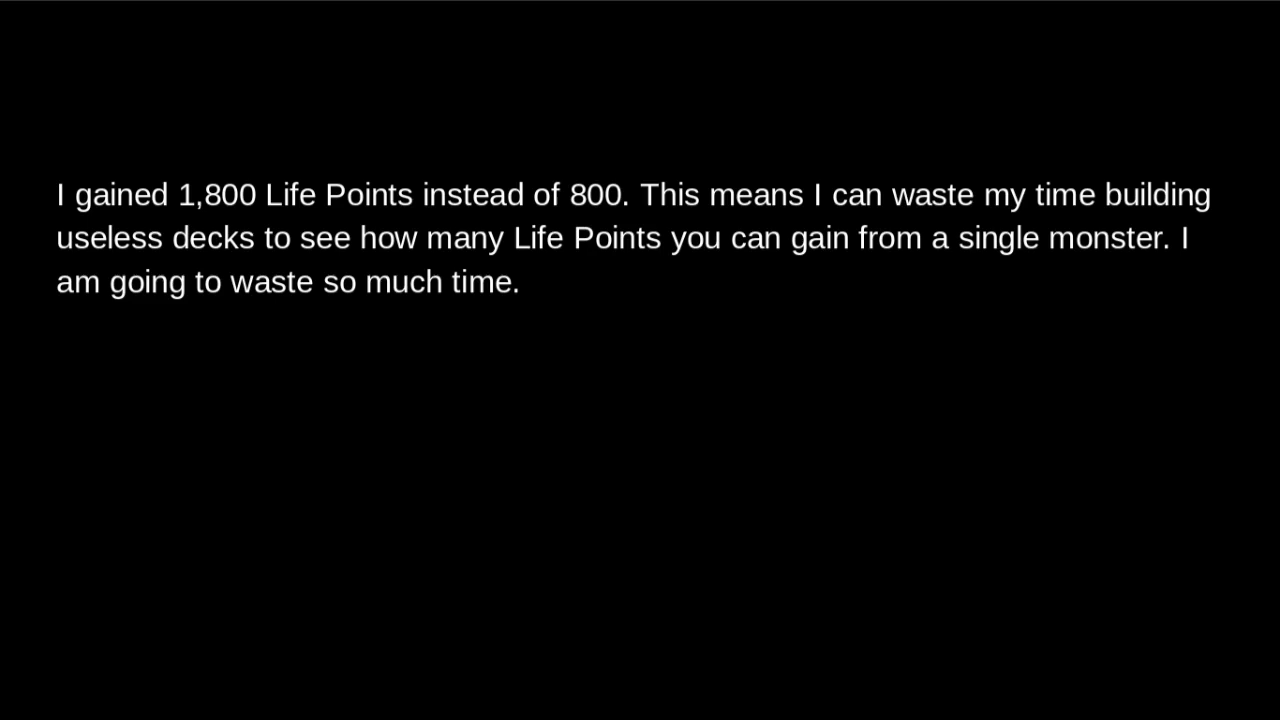 I gained 1,800 Life Points instead of 800. This means I can waste my time building
useless decks to see how many Life Points you can gain from a single monster. I
am going to waste so much time.